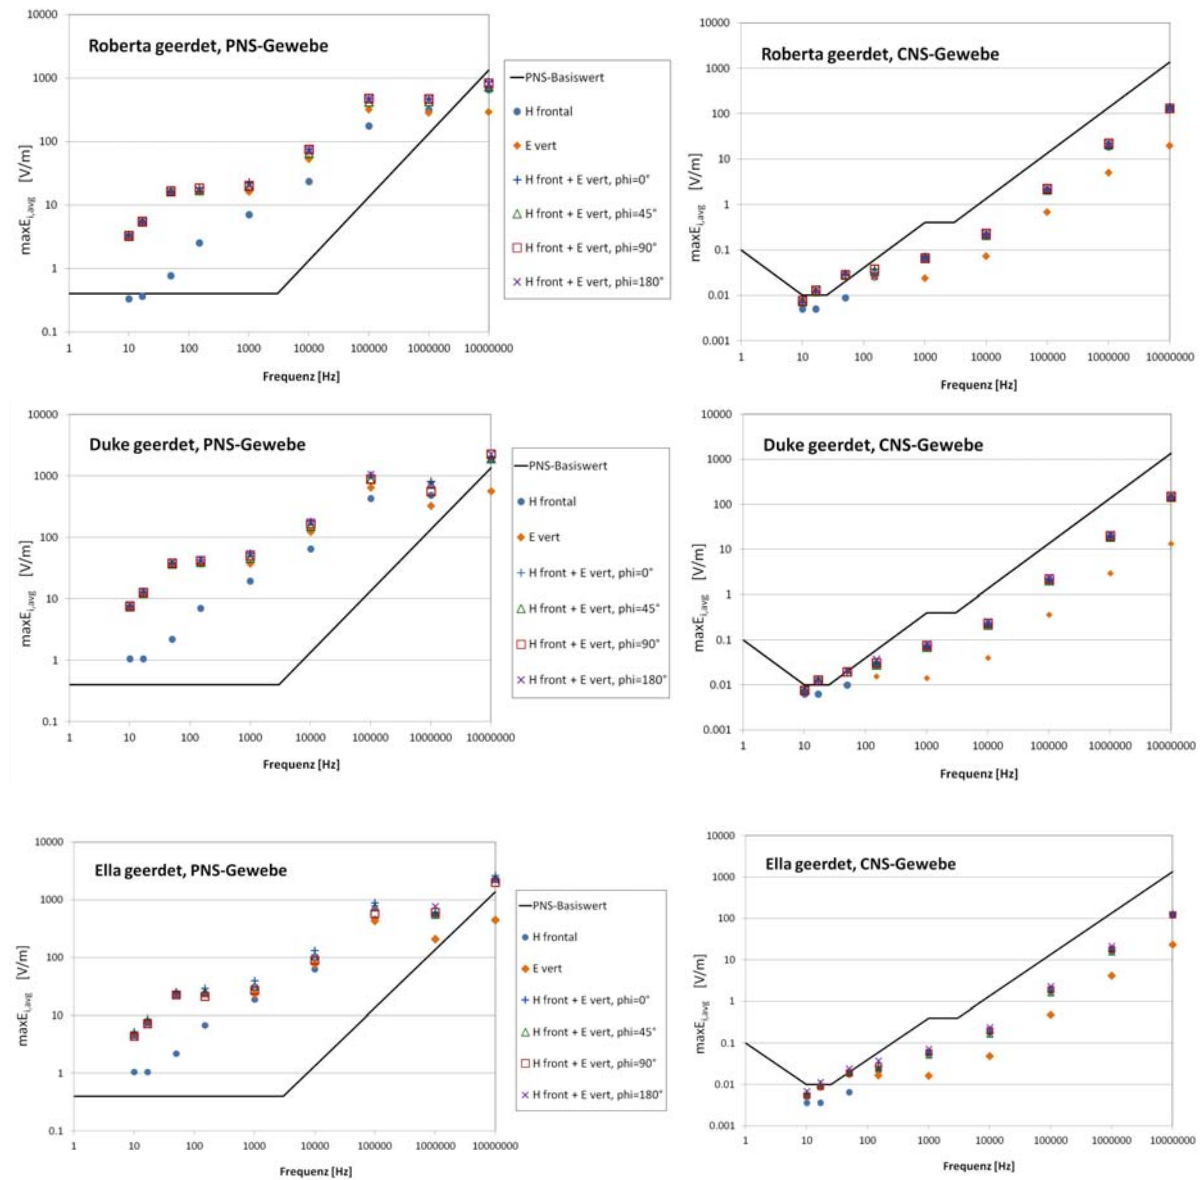 Roberta geerdet, PNS-Gewebe
maxE i,avg [V/m]
10000
1000
100
10
1
0.1
1 10 100 1000 10000 100000 1000000 10000000
Frequenz [Hz]
PNS-Basiswert
H frontal
E vert
H front + E vert, phi=0°
H front + E vert, phi=45°
H front + E vert, phi=90°
H front + E vert, phi=180°
Roberta geerdet, CNS-Gewebe
maxE i,avg [V/m]
10000
1000
100
10
1
0.1
0.01
0.001
1 10 100 1000 10000 100000 1000000 10000000
Frequenz [Hz]
Duke geerdet, PNS-Gewebe
maxE i,avg [V/m]
10000
1000
100
10
1
0.1
1 10 100 1000 10000 100000 1000000 10000000
Frequenz [Hz]
PNS-Basiswert
H frontal
E vert
H front + E vert, phi=0°
H front + E vert, phi=45°
H front + E vert, phi=90°
H front + E vert, phi=180°
Duke geerdet, CNS-Gewebe
maxE i,avg [V/m]
10000
1000
100
10
1
0.1
0.01
0.001
1 10 100 1000 10000 100000 1000000 10000000
Frequenz [Hz]
Ella geerdet, PNS-Gewebe
maxE i,avg [V/m]
10000
1000
100
10
1
0.1
1 10 100 1000 10000 100000 1000000 10000000
Frequenz [Hz]
PNS-Basiswert
H frontal
E vert
H front + E vert, phi=0°
H front + E vert, phi=45°
H front + E vert, phi=90°
H front + E vert, phi=180°
Ella geerdet, CNS-Gewebe
maxE i,avg [V/m]
10000
1000
100
10
1
0.1
0.01
0.001
1 10 100 1000 10000 100000 1000000 10000000
Frequenz [Hz]